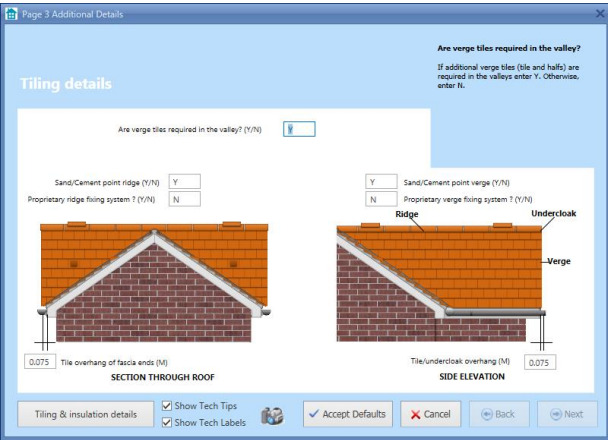 Page 3 Additional Details
Are verge tiles required in the valley?
If additional verge tiles (tile and halfs) are
required in the valleys enter Y. Otherwise,
enter N.
Tiling details
Are verge tiles required in the valley? (Y/N) Y
Sand/Cement point ridge (Y/N) Y
Proprietary ridge fixing system ? (Y/N) N
Y Sand/Cement point verge (Y/N)
N Proprietary verge fixing system ? (Y/N)
Ridge
Undercloak
Verge
0.075 Tile overhang of fascia ends (M)
SECTION THROUGH ROOF
Tile/undercloak overhang (M) 0.075
SIDE ELEVATION
Tiling & insulation details
Show Tech Tips
Show Tech Labels
Accept Defaults
Cancel
Back
Next